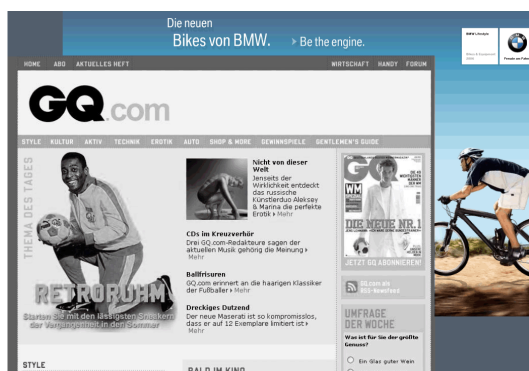 Die neuen
Bikes von BMW.
Be the engine.
BMW Lifestyle
HOME ABO AKTUELLES HEFT
WIRTSCHAFT HANDY FORUM
GQ.com
STYLE KULTUR AKTIV TECHNIK EROTIK AUTO SHOP & MORE GEWINNSPIELE GENTLEMEN'S GUIDE
THEMA DES TAGES
RETRORUHM
Starten Sie mit den lässigsten Sneakern
der Vergangenheit in den Sommer
Nicht von dieser
Welt
Jenseits der
Wirklichkeit entdeckt
das russische
Künstlerduo Aleksey
& Marina die perfekte
Erotik Mehr
CDs im Kreuzverhör
Drei GQ.com-Redakteure sagen der
aktuellen Musik gehörig die Meinung
Mehr
Ballfrisuren
GQ.com erinnert an die haarigen Klassiker
der Fußballer Mehr
Dreckiges Dutzend
Der neue Maserati ist so kompromisslos,
dass er auf 12 Exemplare limitiert ist
Mehr
GQ
WM
DIE NEUE NR.1
JETZT GQ ABONNIEREN!
GQ.com als
RSS-Newsfeed
UMFRAGE
DER WOCHE
Was ist für Sie der größte
Genuss?
Ein Glas guter Wein
STYLE
BALD IM KINO